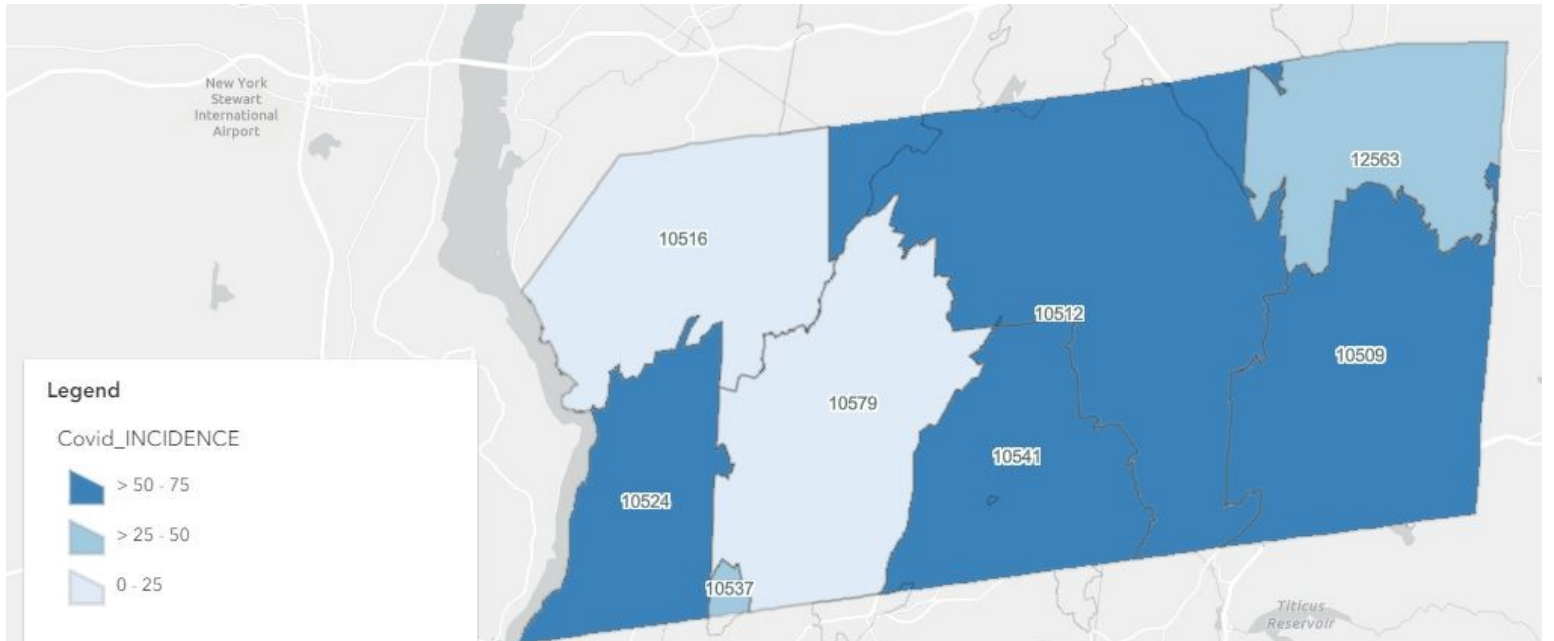 New York
Stewart
International
Airport
12563
10516
10512
10509
10579
10541
10524
10537
Titicus
Reservoir
Legend
Covid_INCIDENCE
> 50 - 75
> 25 - 50
0 - 25